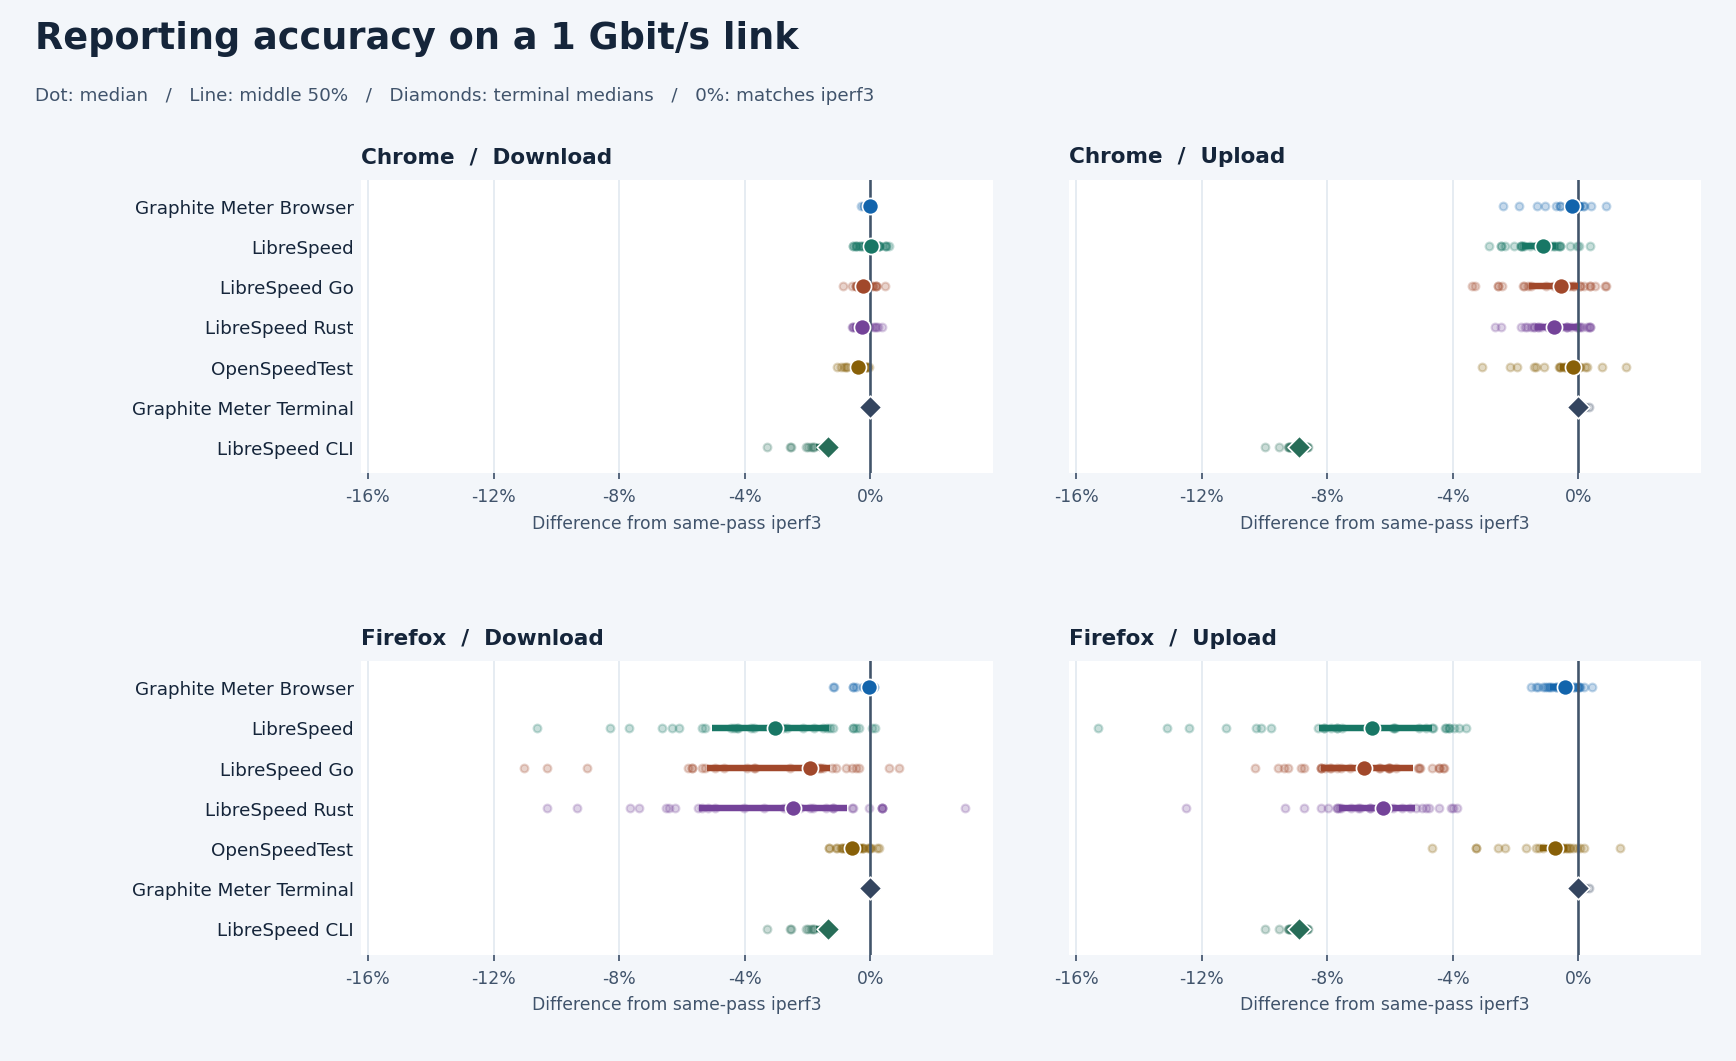 Reporting accuracy on a 1 Gbit/s link
Dot: median / Line: middle 50% / Diamonds: terminal medians / 0%: matches iperf3
Chrome / Download
Graphite Meter Browser
LibreSpeed
LibreSpeed Go
LibreSpeed Rust
OpenSpeedTest
Graphite Meter Terminal
LibreSpeed CLI
-16% -12% -8% -4% 0%
Difference from same-pass iperf3
Chrome / Upload
-16% -12% -8% -4% 0%
Difference from same-pass iperf3
Firefox / Download
Graphite Meter Browser
LibreSpeed
LibreSpeed Go
LibreSpeed Rust
OpenSpeedTest
Graphite Meter Terminal
LibreSpeed CLI
-16% -12% -8% -4% 0%
Difference from same-pass iperf3
Firefox / Upload
-16% -12% -8% -4% 0%
Difference from same-pass iperf3